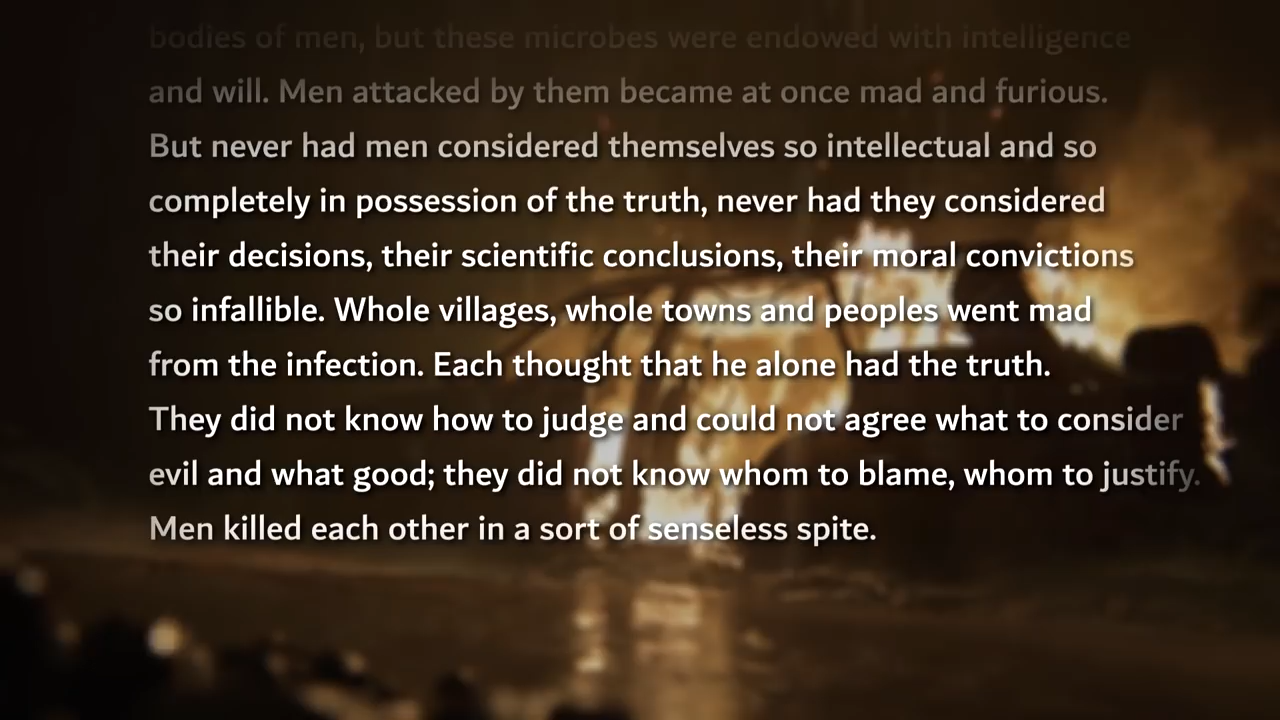 bodies of men, but these microbes were endowed with intelligence
and will. Men attacked by them became at once mad and furious.
But never had men considered themselves so intellectual and so
completely in possession of the truth, never had they considered
their decisions, their scientific conclusions, their moral convictions
so infallible. Whole villages, whole towns and peoples went mad
from the infection. Each thought that he alone had the truth.
They did not know how to judge and could not agree what to consider
evil and what good; they did not know whom to blame, whom to justify.
Men killed each other in a sort of senseless spite.